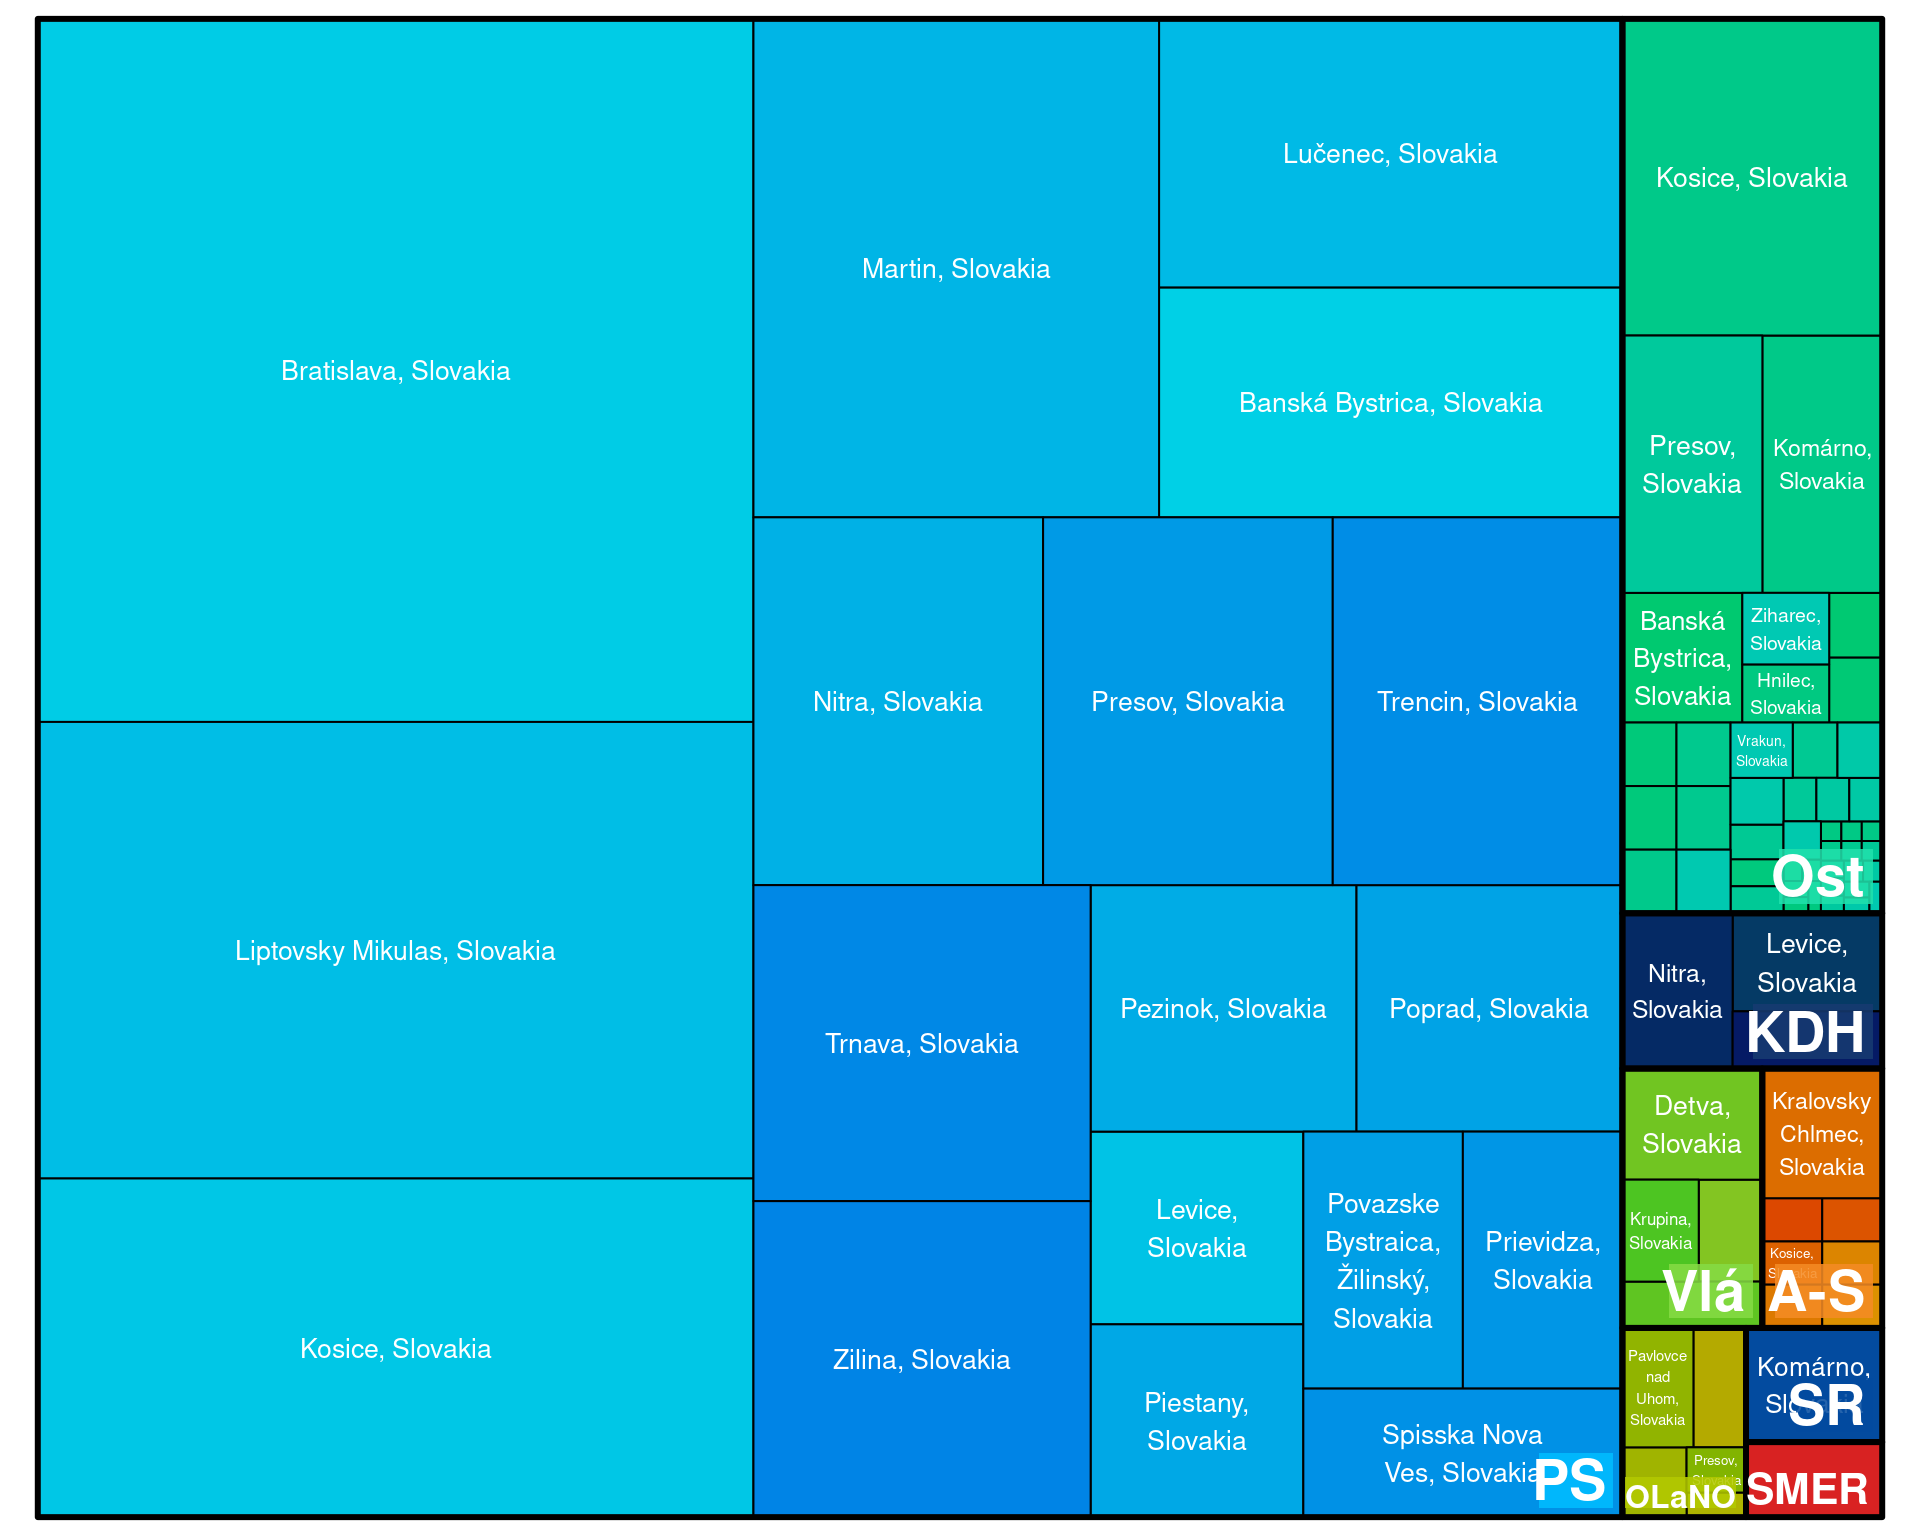 Bratislava, Slovakia
Liptovsky Mikulas, Slovakia
Kosice, Slovakia
Martin, Slovakia
Lučenec, Slovakia
Banská Bystrica, Slovakia
Nitra, Slovakia
Presov, Slovakia
Trencin, Slovakia
Trnava, Slovakia
Zilina, Slovakia
Pezinok, Slovakia
Poprad, Slovakia
Levice,
Slovakia
Piestany,
Slovakia
Povazske
Bystraica,
Žilinský,
Slovakia
Prievidza,
Slovakia
Spisska Nova
Ves, Slovakia
PS
Kosice, Slovakia
Presov,
Slovakia
Komárno,
Slovakia
Banská
Bystrica,
Slovakia
Ziharec,
Slovakia
Hnilec,
Slovakia
Vrakun,
Slovakia
Ost
Nitra,
Slovakia
Levice,
Slovakia
KDH
Detva,
Slovakia
Krupina,
Slovakia
Vlá
Kralovsky
Chlmec,
Slovakia
Kosice,
Slovakia
A-S
Pavlovce
nad
Uhom,
Slovakia
Presov,
Slovakia
OLaNO
Komárno,
SR
SMER